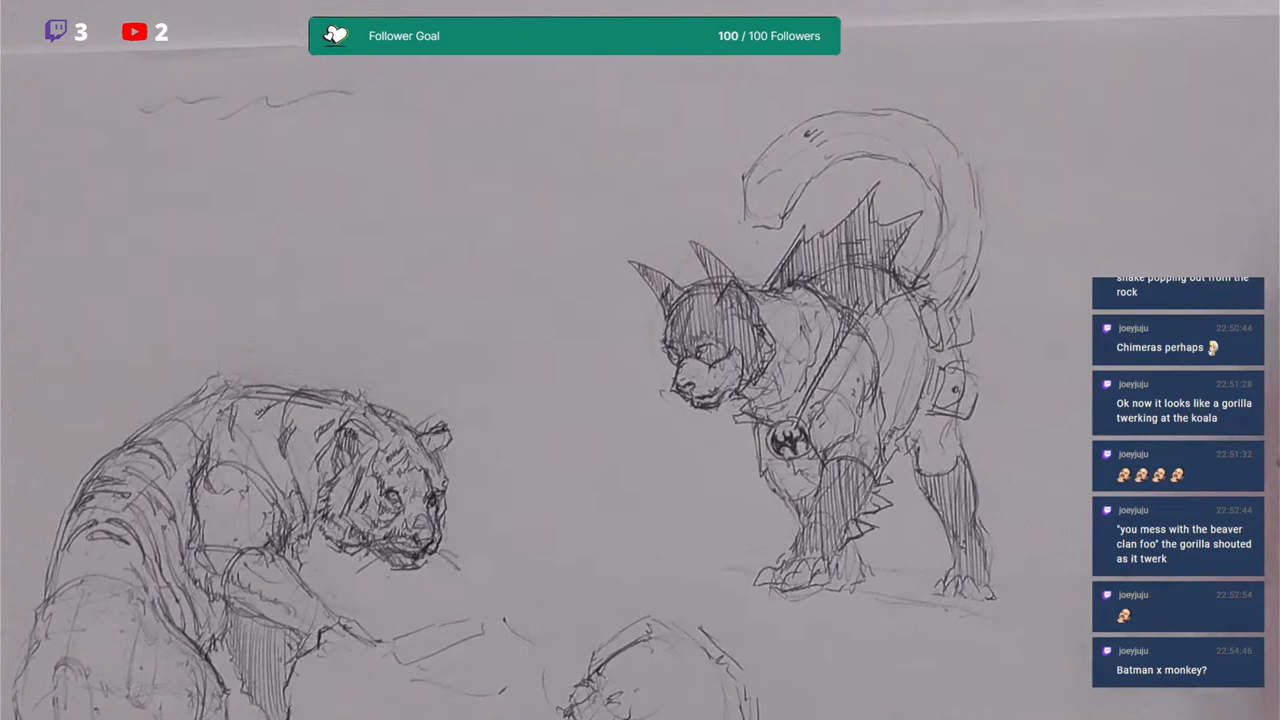 3
2
Follower Goal
100 / 100 Followers
snake popping out from the
rock
joeyjuju 22:50:44
Chimeras perhaps
joeyjuju 22:51:28
Ok now it looks like a gorilla
twerking at the koala
joeyjuju 22:51:32
joeyjuju 22:52:44
"you mess with the beaver
clan foo" the gorilla shouted
as it twerk
joeyjuju 22:52:54
joeyjuju 22:54:46
Batman x monkey?